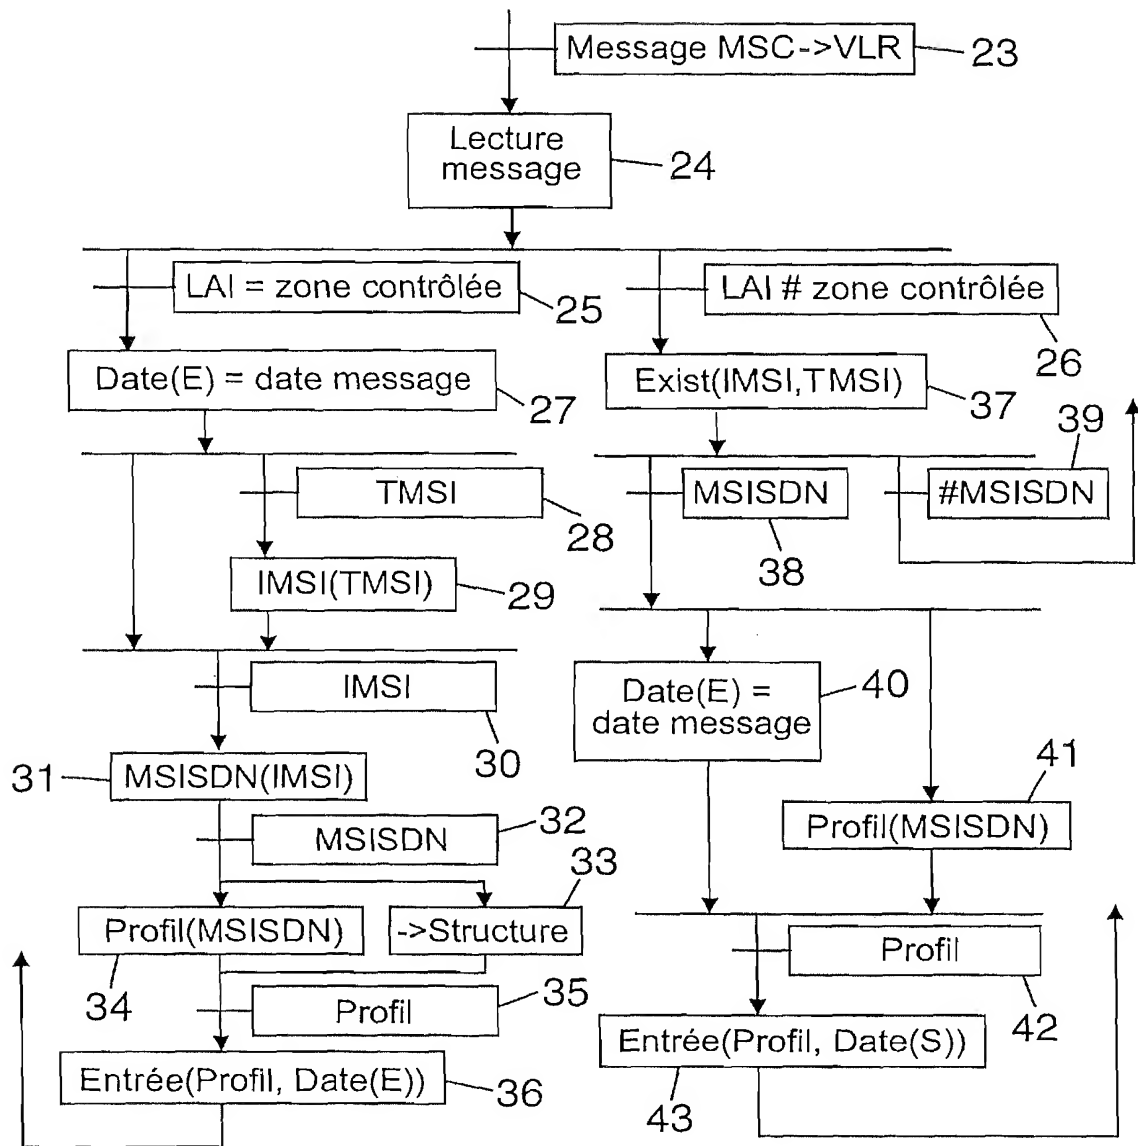 Message MSC->VLR 23
Lecture
message 24
LAI = zone contrôlée 25
LAI # zone contrôlée 26
Date(E) = date message 27
Exist(IMSI,TMSI) 37
39
TMSI 28
MSISDN 38
#MSISDN
IMSI(TMSI) 29
IMSI 30
Date(E) =
date message 40
31 MSISDN(IMSI)
41
Profil(MSISDN)
MSISDN 32
33
Profil(MSISDN) 34
->Structure
Profil 35
Profil 42
Entrée(Profil, Date(E)) 36
Entrée(Profil, Date(S)) 43